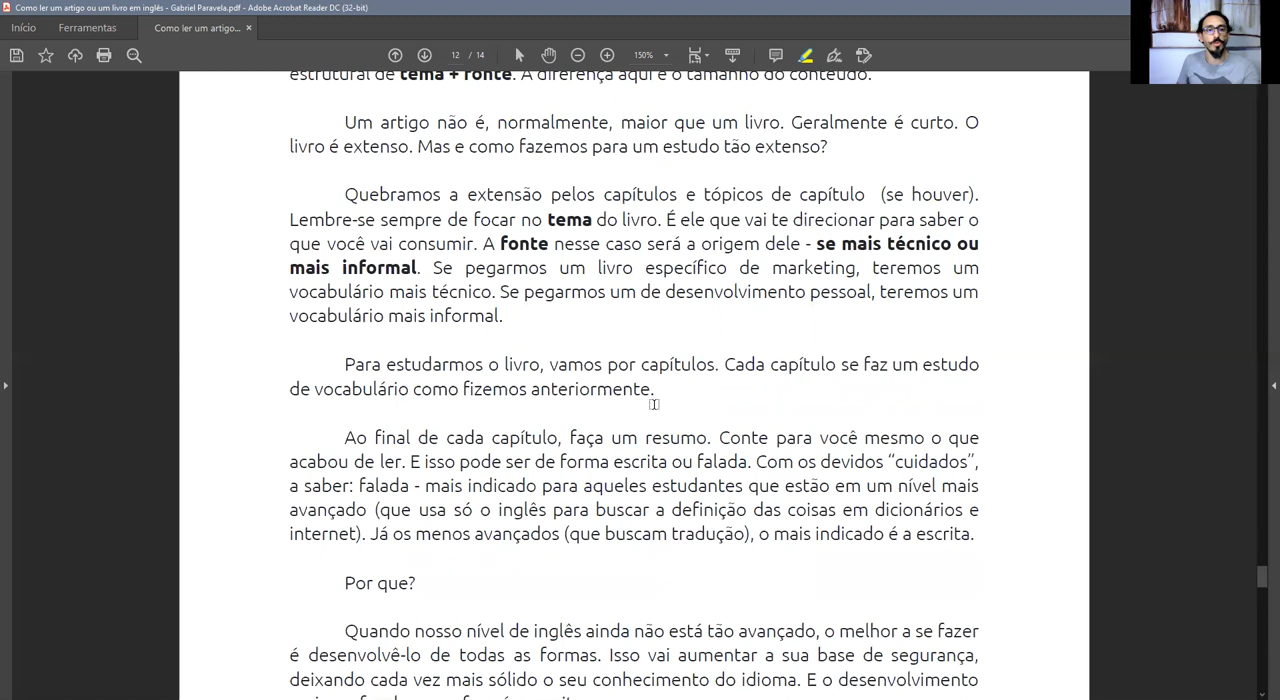 Como ler um artigo ou um livro em inglês - Gabriel Paravela.pdf - Adobe Acrobat Reader DC (32-bit)
Início Ferramentas Como ler um artigo... ×
12 / 14 150%
estrutural de tema + fonte. A diferença aqui é o tamanho do conteúdo.
Um artigo não é, normalmente, maior que um livro. Geralmente é curto. O
livro é extenso. Mas e como fazemos para um estudo tão extenso?
Quebramos a extensão pelos capítulos e tópicos de capítulo (se houver).
Lembre-se sempre de focar no tema do livro. É ele que vai te direcionar para saber o
que você vai consumir. A fonte nesse caso será a origem dele - se mais técnico ou
mais informal. Se pegarmos um livro específico de marketing, teremos um
vocabulário mais técnico. Se pegarmos um de desenvolvimento pessoal, teremos um
vocabulário mais informal.
Para estudarmos o livro, vamos por capítulos. Cada capítulo se faz um estudo
de vocabulário como fizemos anteriormente.
Ao final de cada capítulo, faça um resumo. Conte para você mesmo o que
acabou de ler. E isso pode ser de forma escrita ou falada. Com os devidos “cuidados”,
a saber: falada - mais indicado para aqueles estudantes que estão em um nível mais
avançado (que usa só o inglês para buscar a definição das coisas em dicionários e
internet). Já os menos avançados (que buscam tradução), o mais indicado é a escrita.
Por que?
Quando nosso nível de inglês ainda não está tão avançado, o melhor a se fazer
é desenvolvê-lo de todas as formas. Isso vai aumentar a sua base de segurança,
deixando cada vez mais sólido o seu conhecimento do idioma. E o desenvolvimento